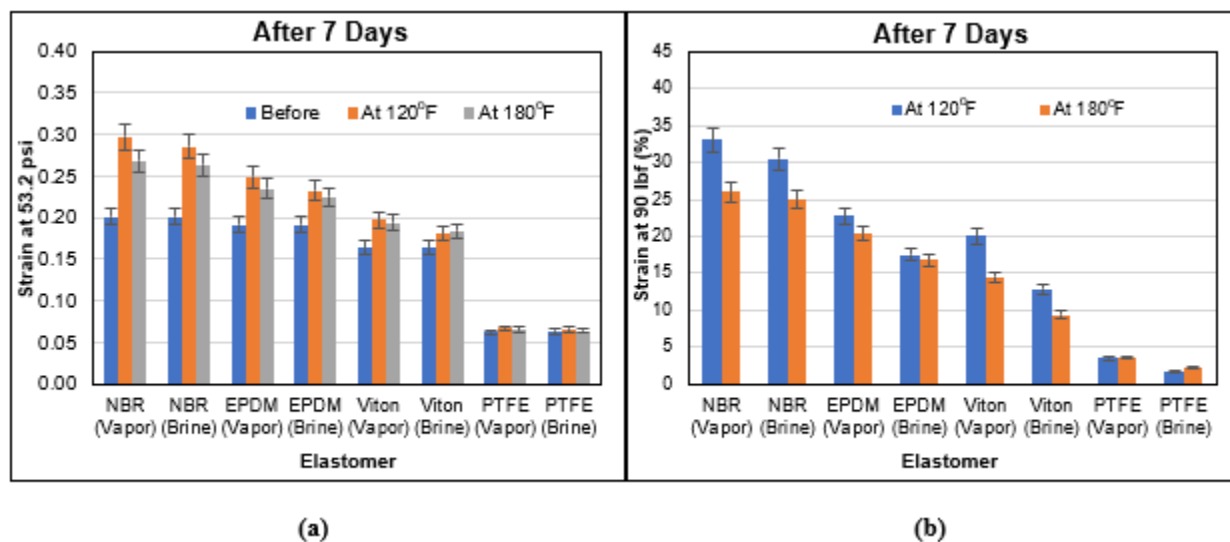 After 7 Days
Strain at 53.2 psi
0.40
0.35
0.30
0.25
0.20
0.15
0.10
0.05
0.00
Before
At 120°F
At 180°F
NBR (Vapor)
NBR (Brine)
EPDM (Vapor)
EPDM (Brine)
Viton (Vapor)
Viton (Brine)
PTFE (Vapor)
PTFE (Brine)
Elastomer
(a)
After 7 Days
Strain at 90 lbf (%)
45
40
35
30
25
20
15
10
5
0
At 120°F
At 180°F
NBR (Vapor)
NBR (Brine)
EPDM (Vapor)
EPDM (Brine)
Viton (Vapor)
Viton (Brine)
PTFE (Vapor)
PTFE (Brine)
Elastomer
(b)